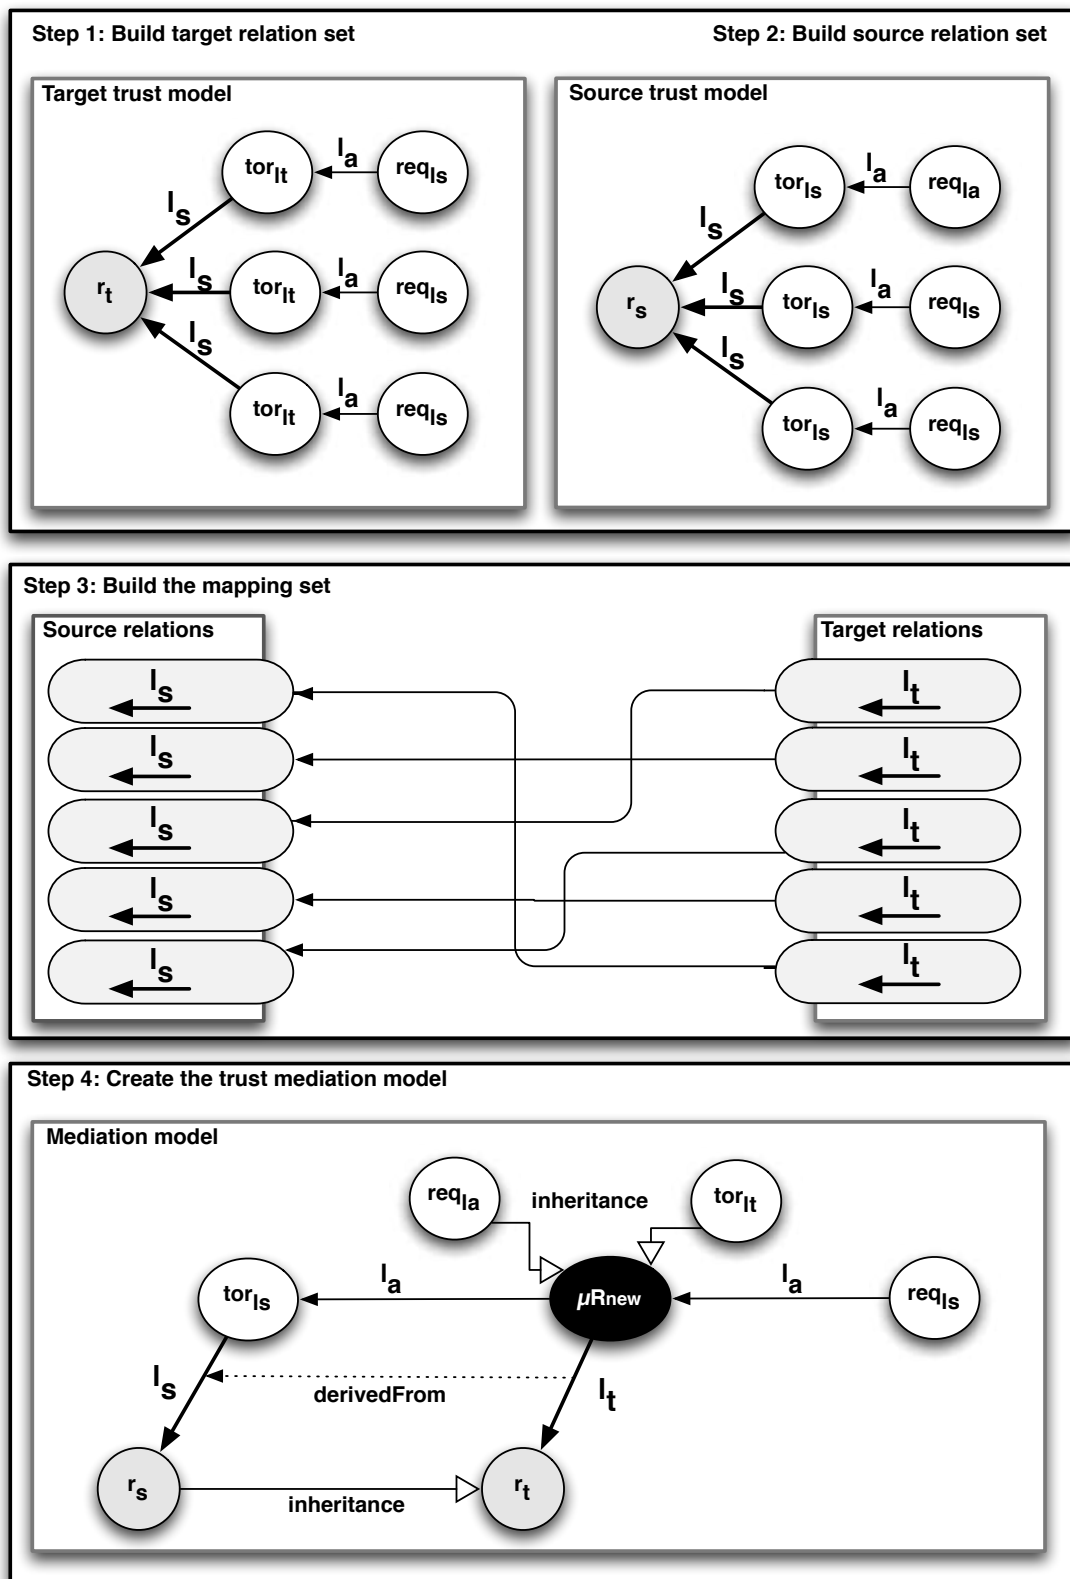 Step 1: Build target relation set
Step 2: Build source relation set
Target trust model
Source trust model
tor_lt
l_a
req_ls
l_s
r_t
l_s
tor_lt
l_a
req_ls
l_s
tor_lt
l_a
req_ls
tor_ls
l_a
req_la
l_s
r_s
l_s
tor_ls
l_a
req_ls
l_s
tor_ls
l_a
req_ls
Step 3: Build the mapping set
Source relations
Target relations
l_s
l_t
l_s
l_t
l_s
l_t
l_s
l_t
l_s
l_t
Step 4: Create the trust mediation model
Mediation model
req_la
inheritance
tor_lt
tor_ls
l_a
µRnew
l_a
req_ls
l_s
derivedFrom
l_t
r_s
inheritance
r_t